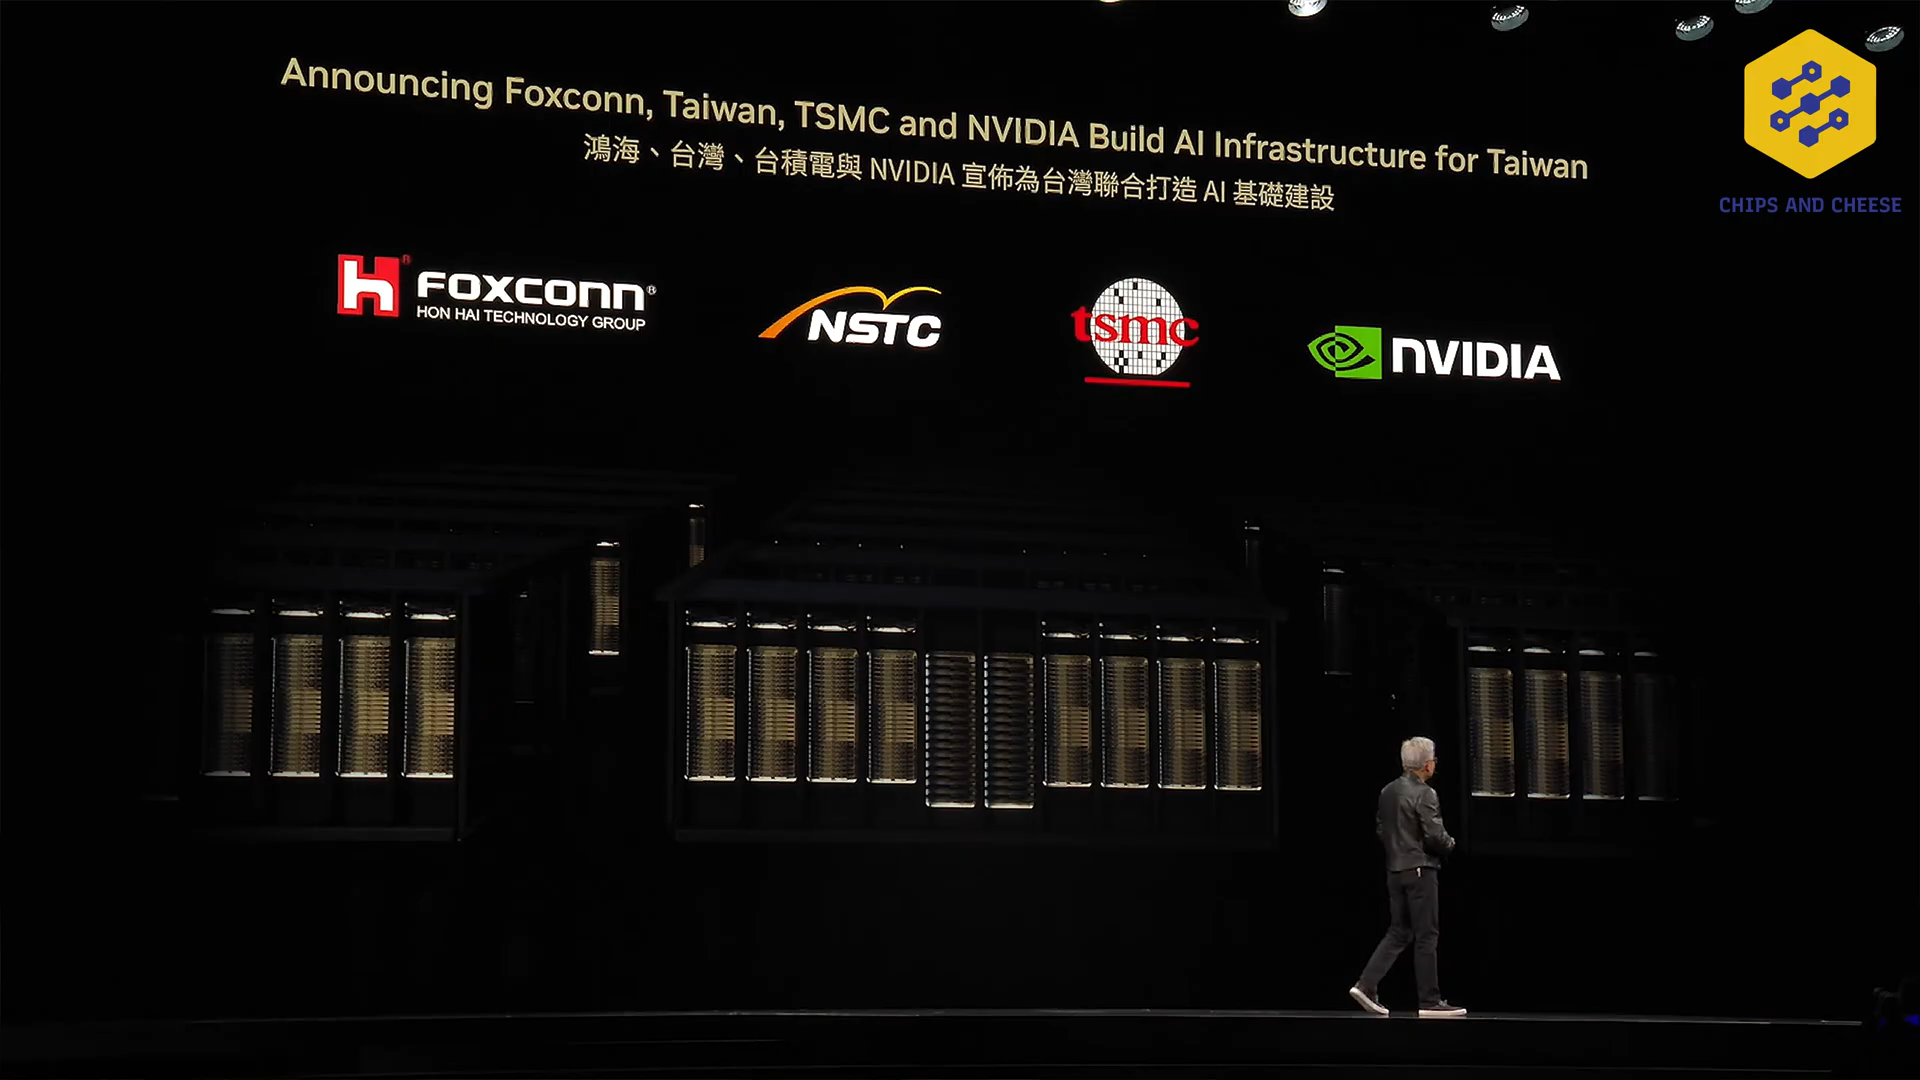 Announcing Foxconn, Taiwan, TSMC and NVIDIA Build AI Infrastructure for Taiwan
鴻海、台灣、台積電與 NVIDIA 宣佈為台灣聯合打造 AI 基礎建設
FOXCONN®
HON HAI TECHNOLOGY GROUP
NSTC
tsmc
NVIDIA
CHIPS AND CHEESE